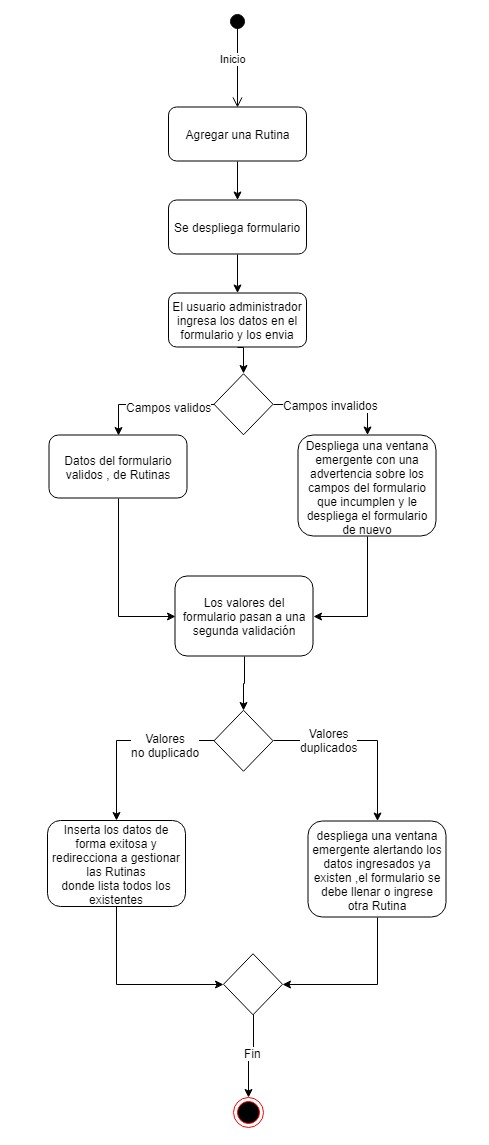 Inicio
Agregar una Rutina
Se despliega formulario
El usuario administrador
ingresa los datos en el
formulario y los envia
Campos validos
Campos invalidos
Datos del formulario
validos , de Rutinas
Despliega una ventana
emergente con una
advertencia sobre los
campos del formulario
que incumplen y le
despliega el formulario
de nuevo
Los valores del
formulario pasan a una
segunda validación
Valores
no duplicado
Valores
duplicados
Inserta los datos de
forma exitosa y
redirecciona a gestionar
las Rutinas
donde lista todos los
existentes
despliega una ventana
emergente alertando los
datos ingresados ya
existen ,el formulario se
debe llenar o ingrese
otra Rutina
Fin